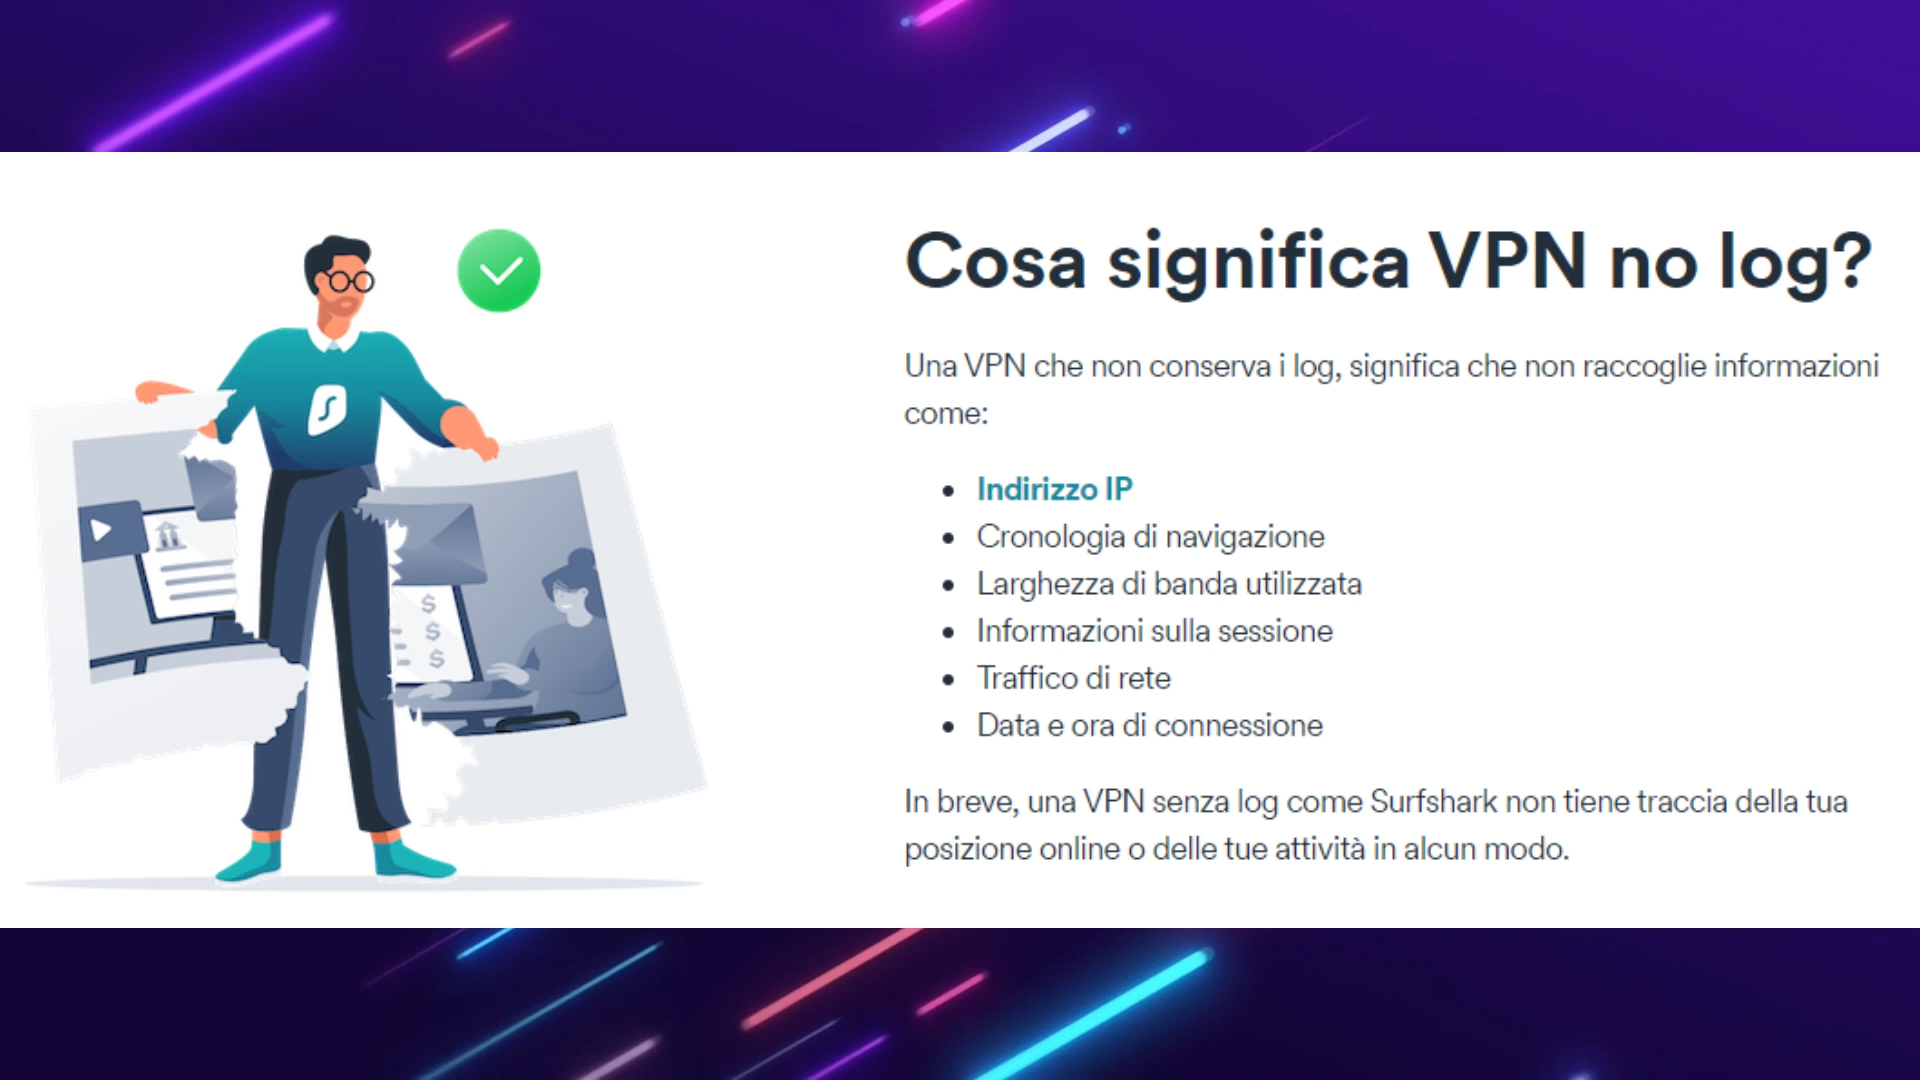 Cosa significa VPN no log?
Una VPN che non conserva i log, significa che non raccoglie informazioni
come:
• Indirizzo IP
• Cronologia di navigazione
• Larghezza di banda utilizzata
• Informazioni sulla sessione
• Traffico di rete
• Data e ora di connessione
In breve, una VPN senza log come Surfshark non tiene traccia della tua
posizione online o delle tue attività in alcun modo.
$
$
$